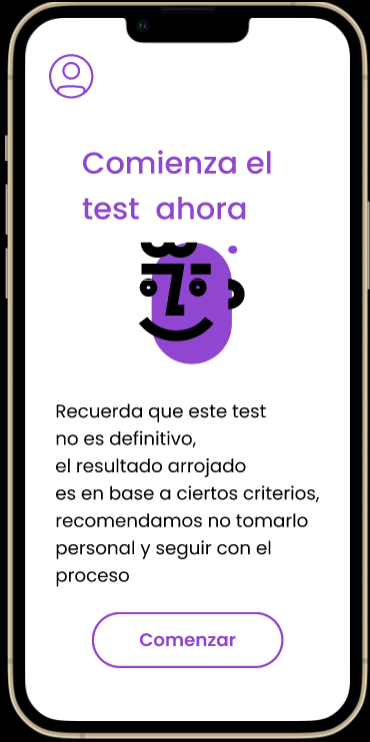 Comienza el
test ahora
Recuerda que este test
no es definitivo,
el resultado arrojado
es en base a ciertos criterios,
recomendamos no tomarlo
personal y seguir con el
proceso
Comenzar